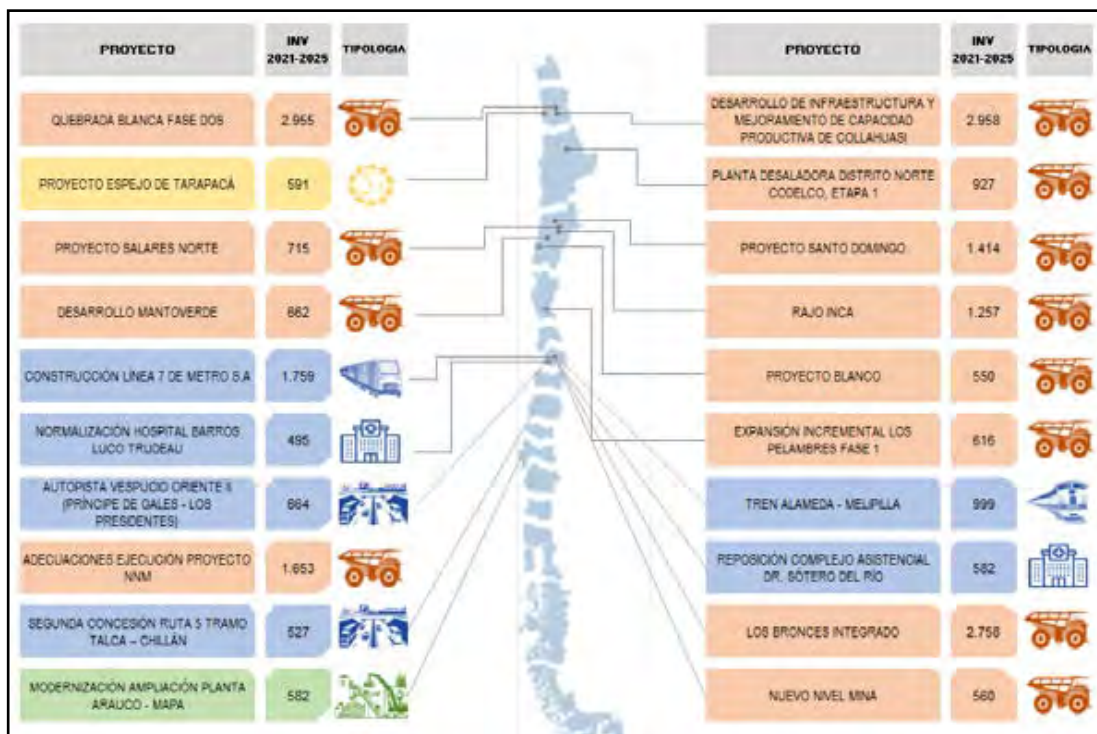 PROYECTO
INV
2021-2025
TIPOLOGIA
QUEBRADA BLANCA FASE DOS
2.955
PROYECTO ESPEJO DE TARAPACÁ
591
PROYECTO SALARES NORTE
715
DESARROLLO MANTOVERDE
662
CONSTRUCCIÓN LÍNEA 7 DE METRO S.A
1.759
NORMALIZACIÓN HOSPITAL BARROS
LUCO TRUDEAU
495
AUTOPISTA VESPUCIO ORIENTE II
(PRÍNCIPE DE GALES - LOS
PRESIDENTES)
664
ADECUACIONES EJECUCIÓN PROYECTO
NNM
1.653
SEGUNDA CONCESIÓN RUTA 5 TRAMO
TALCA – CHILLÁN
527
MODERNIZACIÓN AMPLIACIÓN PLANTA
ARAUCO - MAPA
582
PROYECTO
INV
2021-2025
TIPOLOGIA
DESARROLLO DE INFRAESTRUCTURA Y
MEJORAMIENTO DE CAPACIDAD
PRODUCTIVA DE COLLAHUASI
2.958
PLANTA DESALADORA DISTRITO NORTE
CODELCO, ETAPA 1
927
PROYECTO SANTO DOMINGO
1.414
RAJO INCA
1.257
PROYECTO BLANCO
550
EXPANSIÓN INCREMENTAL LOS
PELAMBRES FASE 1
616
TREN ALAMEDA - MELIPILLA
999
REPOSICIÓN COMPLEJO ASISTENCIAL
DR. SÓTERO DEL RÍO
582
LOS BRONCES INTEGRADO
2.758
NUEVO NIVEL MINA
560